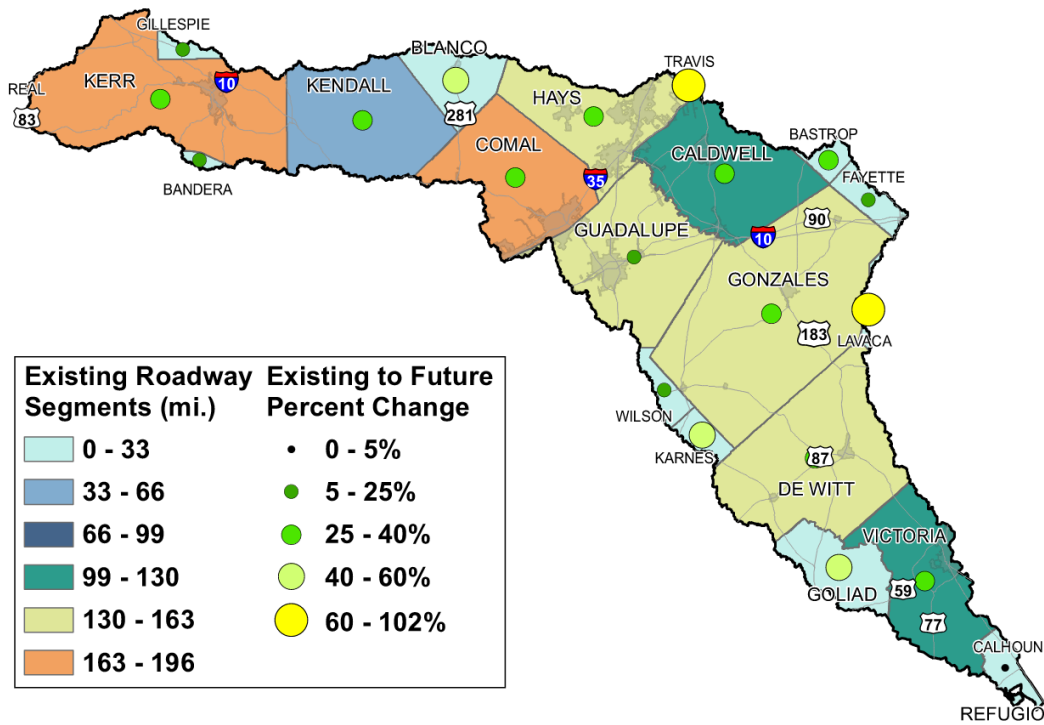 GILLESPIE
BLANCO
TRAVIS
KERR
10
KENDALL
REAL
83
HAYS
281
BASTROP
COMAL
CALDWELL
35
BANDERA
FAYETTE
90
GUADALUPE
10
GONZALES
183
LAVACA
WILSON
KARNES
87
DE WITT
VICTORIA
59
GOLIAD
77
CALHOUN
REFUGIO
Existing Roadway
Segments (mi.)
0 - 33
33 - 66
66 - 99
99 - 130
130 - 163
163 - 196
Existing to Future
Percent Change
0 - 5%
5 - 25%
25 - 40%
40 - 60%
60 - 102%